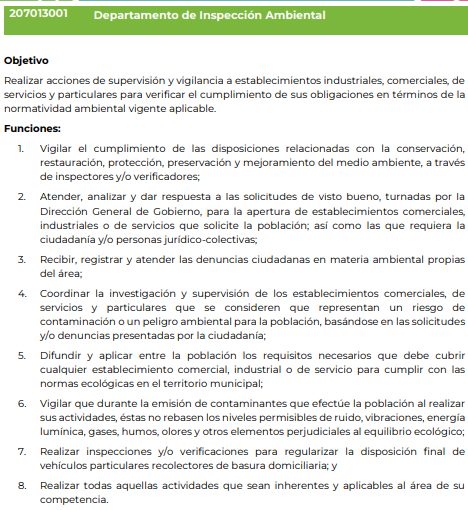 207013001 Departamento de Inspección Ambiental
Objetivo
Realizar acciones de supervisión y vigilancia a establecimientos industriales, comerciales, de
servicios y particulares para verificar el cumplimiento de sus obligaciones en términos de la
normatividad ambiental vigente aplicable.
Funciones:
1. Vigilar el cumplimiento de las disposiciones relacionadas con la conservación,
restauración, protección, preservación y mejoramiento del medio ambiente, a través
de inspectores y/o verificadores;
2. Atender, analizar y dar respuesta a las solicitudes de visto bueno, turnadas por la
Dirección General de Gobierno, para la apertura de establecimientos comerciales,
industriales o de servicios que solicite la población; así como las que requiera la
ciudadanía y/o personas jurídico-colectivas;
3. Recibir, registrar y atender las denuncias ciudadanas en materia ambiental propias
del área;
4. Coordinar la investigación y supervisión de los establecimientos comerciales, de
servicios y particulares que se consideren que representan un riesgo de
contaminación o un peligro ambiental para la población, basándose en las solicitudes
y/o denuncias presentadas por la ciudadanía;
5. Difundir y aplicar entre la población los requisitos necesarios que debe cubrir
cualquier establecimiento comercial, industrial o de servicio para cumplir con las
normas ecológicas en el territorio municipal;
6. Vigilar que durante la emisión de contaminantes que efectúe la población al realizar
sus actividades, éstas no rebasen los niveles permisibles de ruido, vibraciones, energía
lumínica, gases, humos, olores y otros elementos perjudiciales al equilibrio ecológico;
7. Realizar inspecciones y/o verificaciones para regularizar la disposición final de
vehículos particulares recolectores de basura domiciliaria; y
8. Realizar todas aquellas actividades que sean inherentes y aplicables al área de su
competencia.